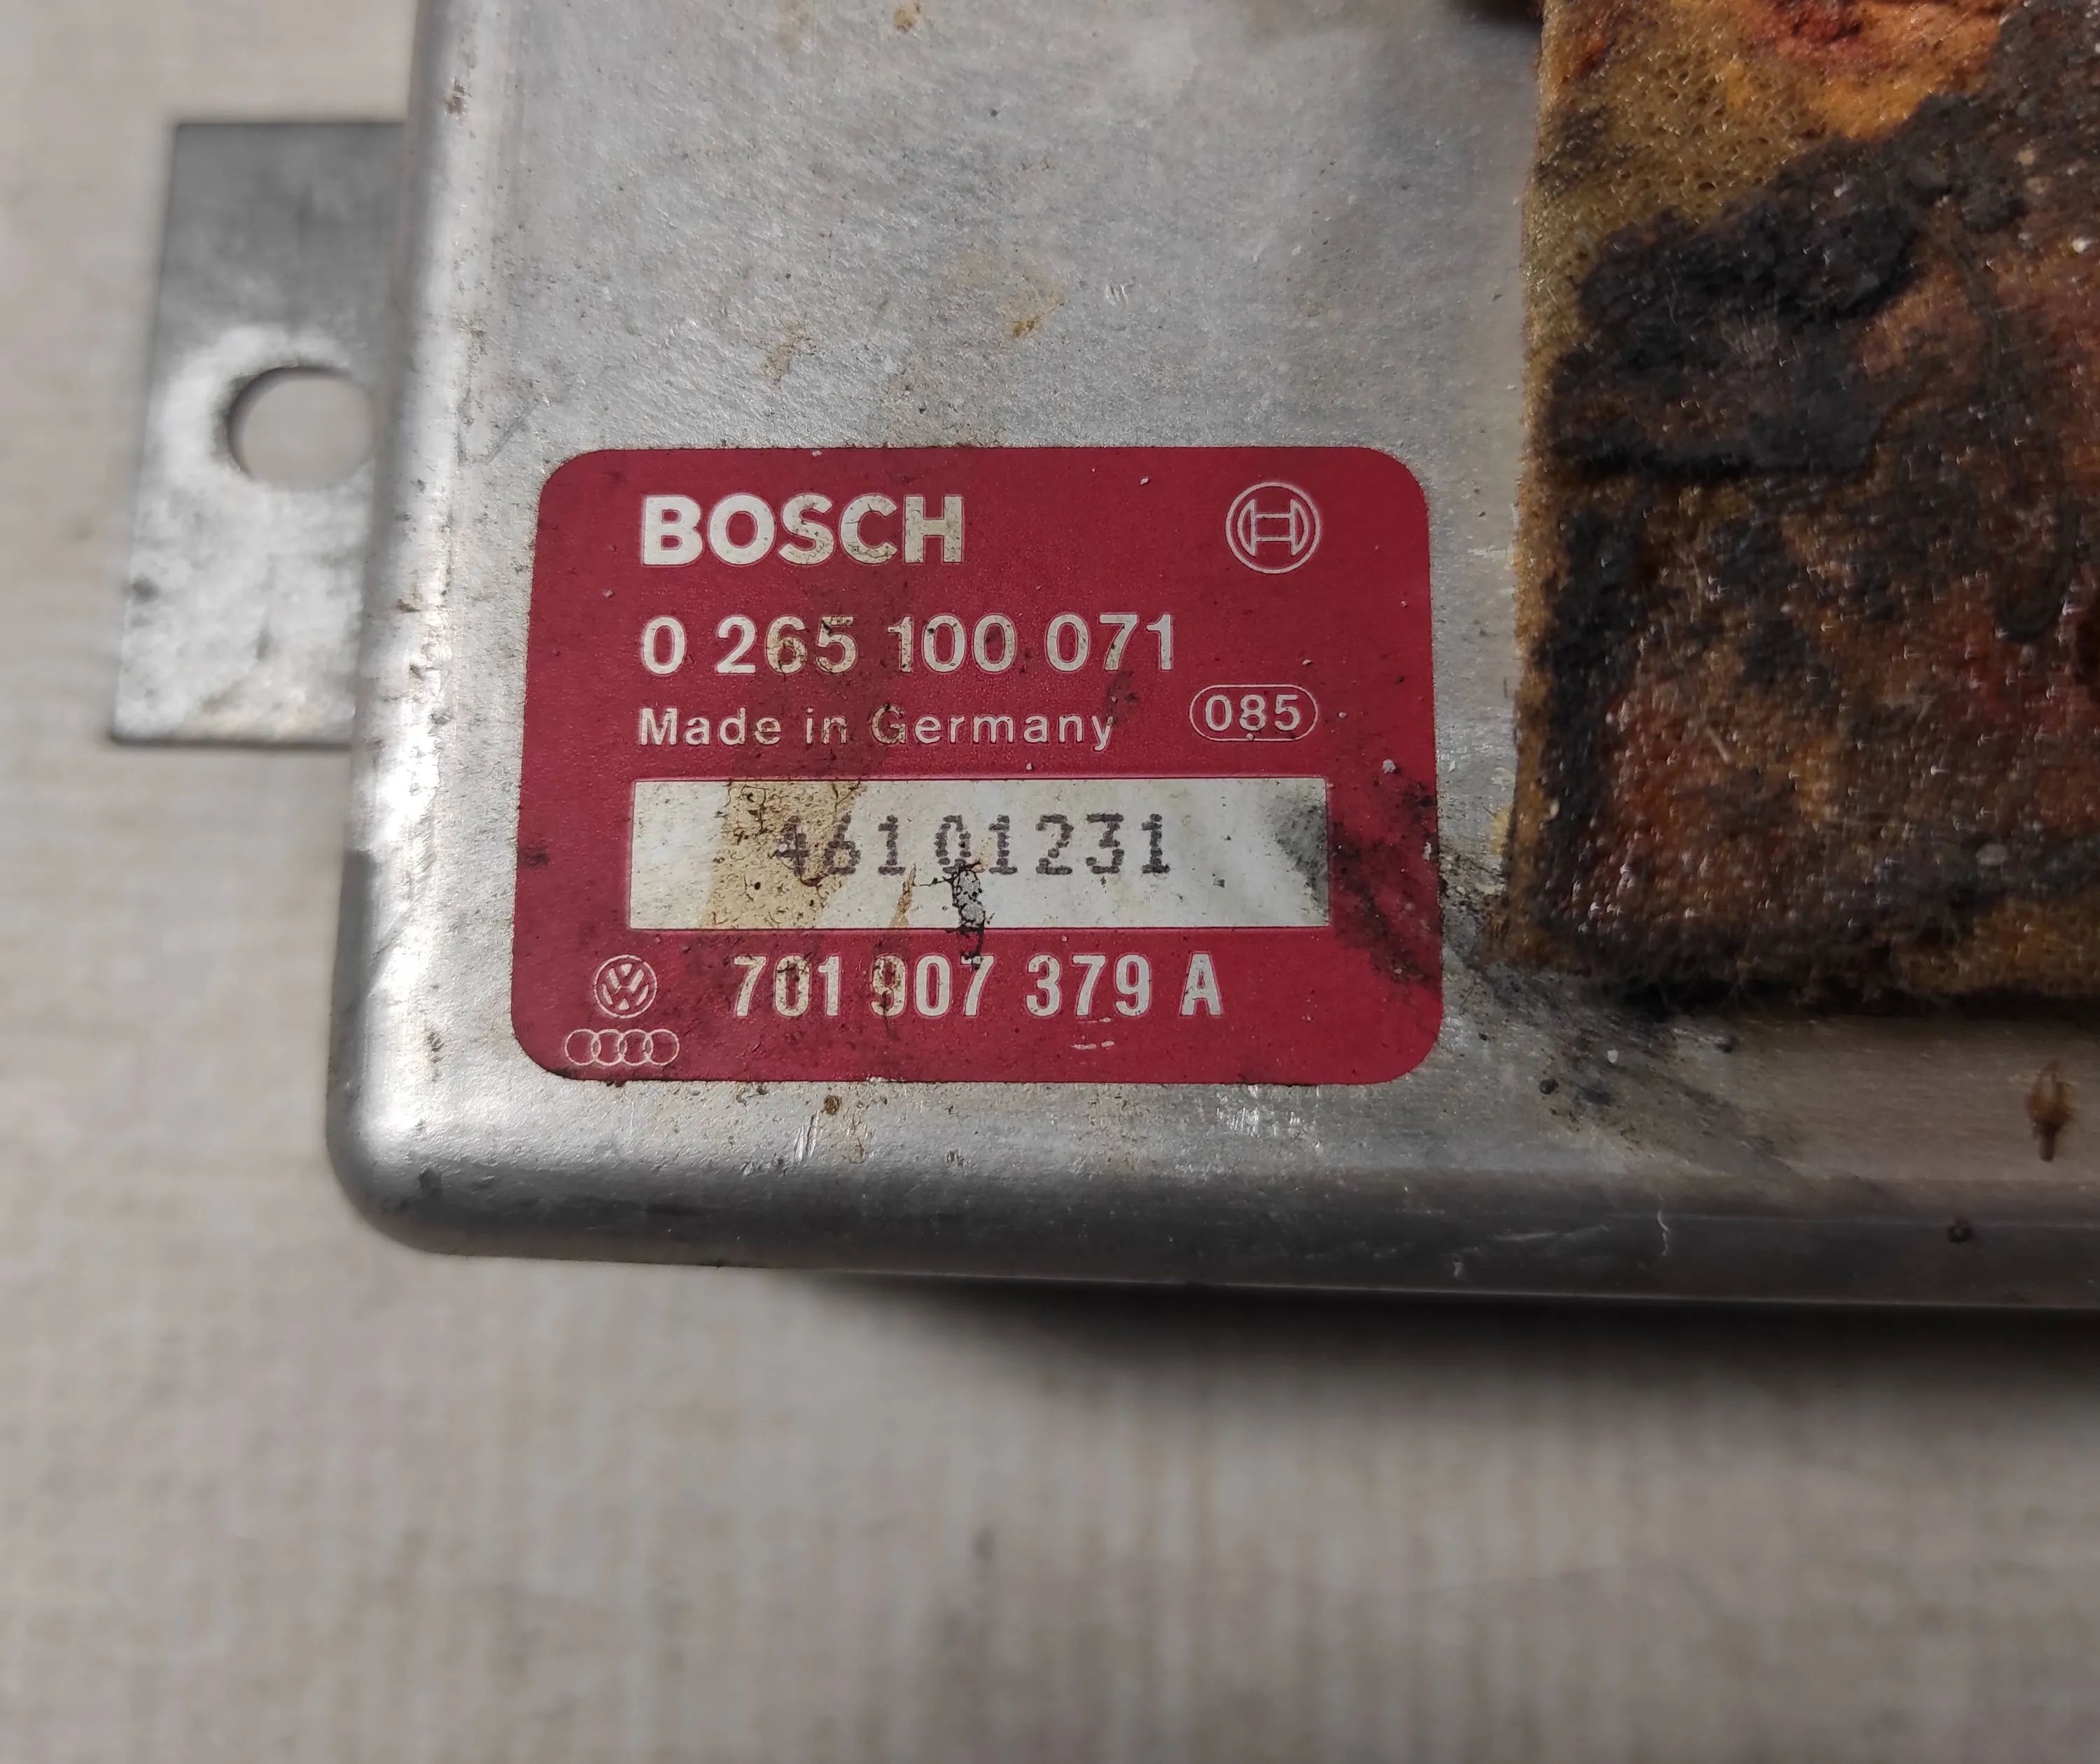 BOSCH
0 265 100 071
Made in Germany 085
46101231
701 907 379 A